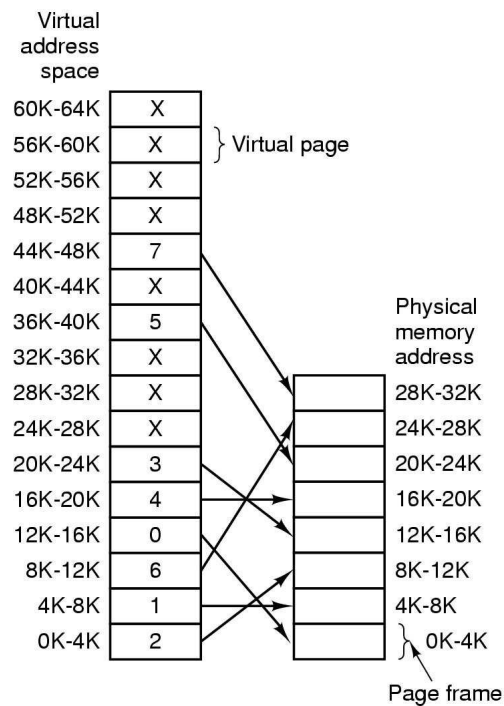 Virtual
address
space
60K-64K X
56K-60K X Virtual page
52K-56K X
48K-52K X
44K-48K 7
40K-44K X
36K-40K 5
32K-36K X
28K-32K X
24K-28K X
20K-24K 3
16K-20K 4
12K-16K 0
8K-12K 6
4K-8K 1
0K-4K 2
Physical
memory
address
28K-32K
24K-28K
20K-24K
16K-20K
12K-16K
8K-12K
4K-8K
0K-4K
Page frame